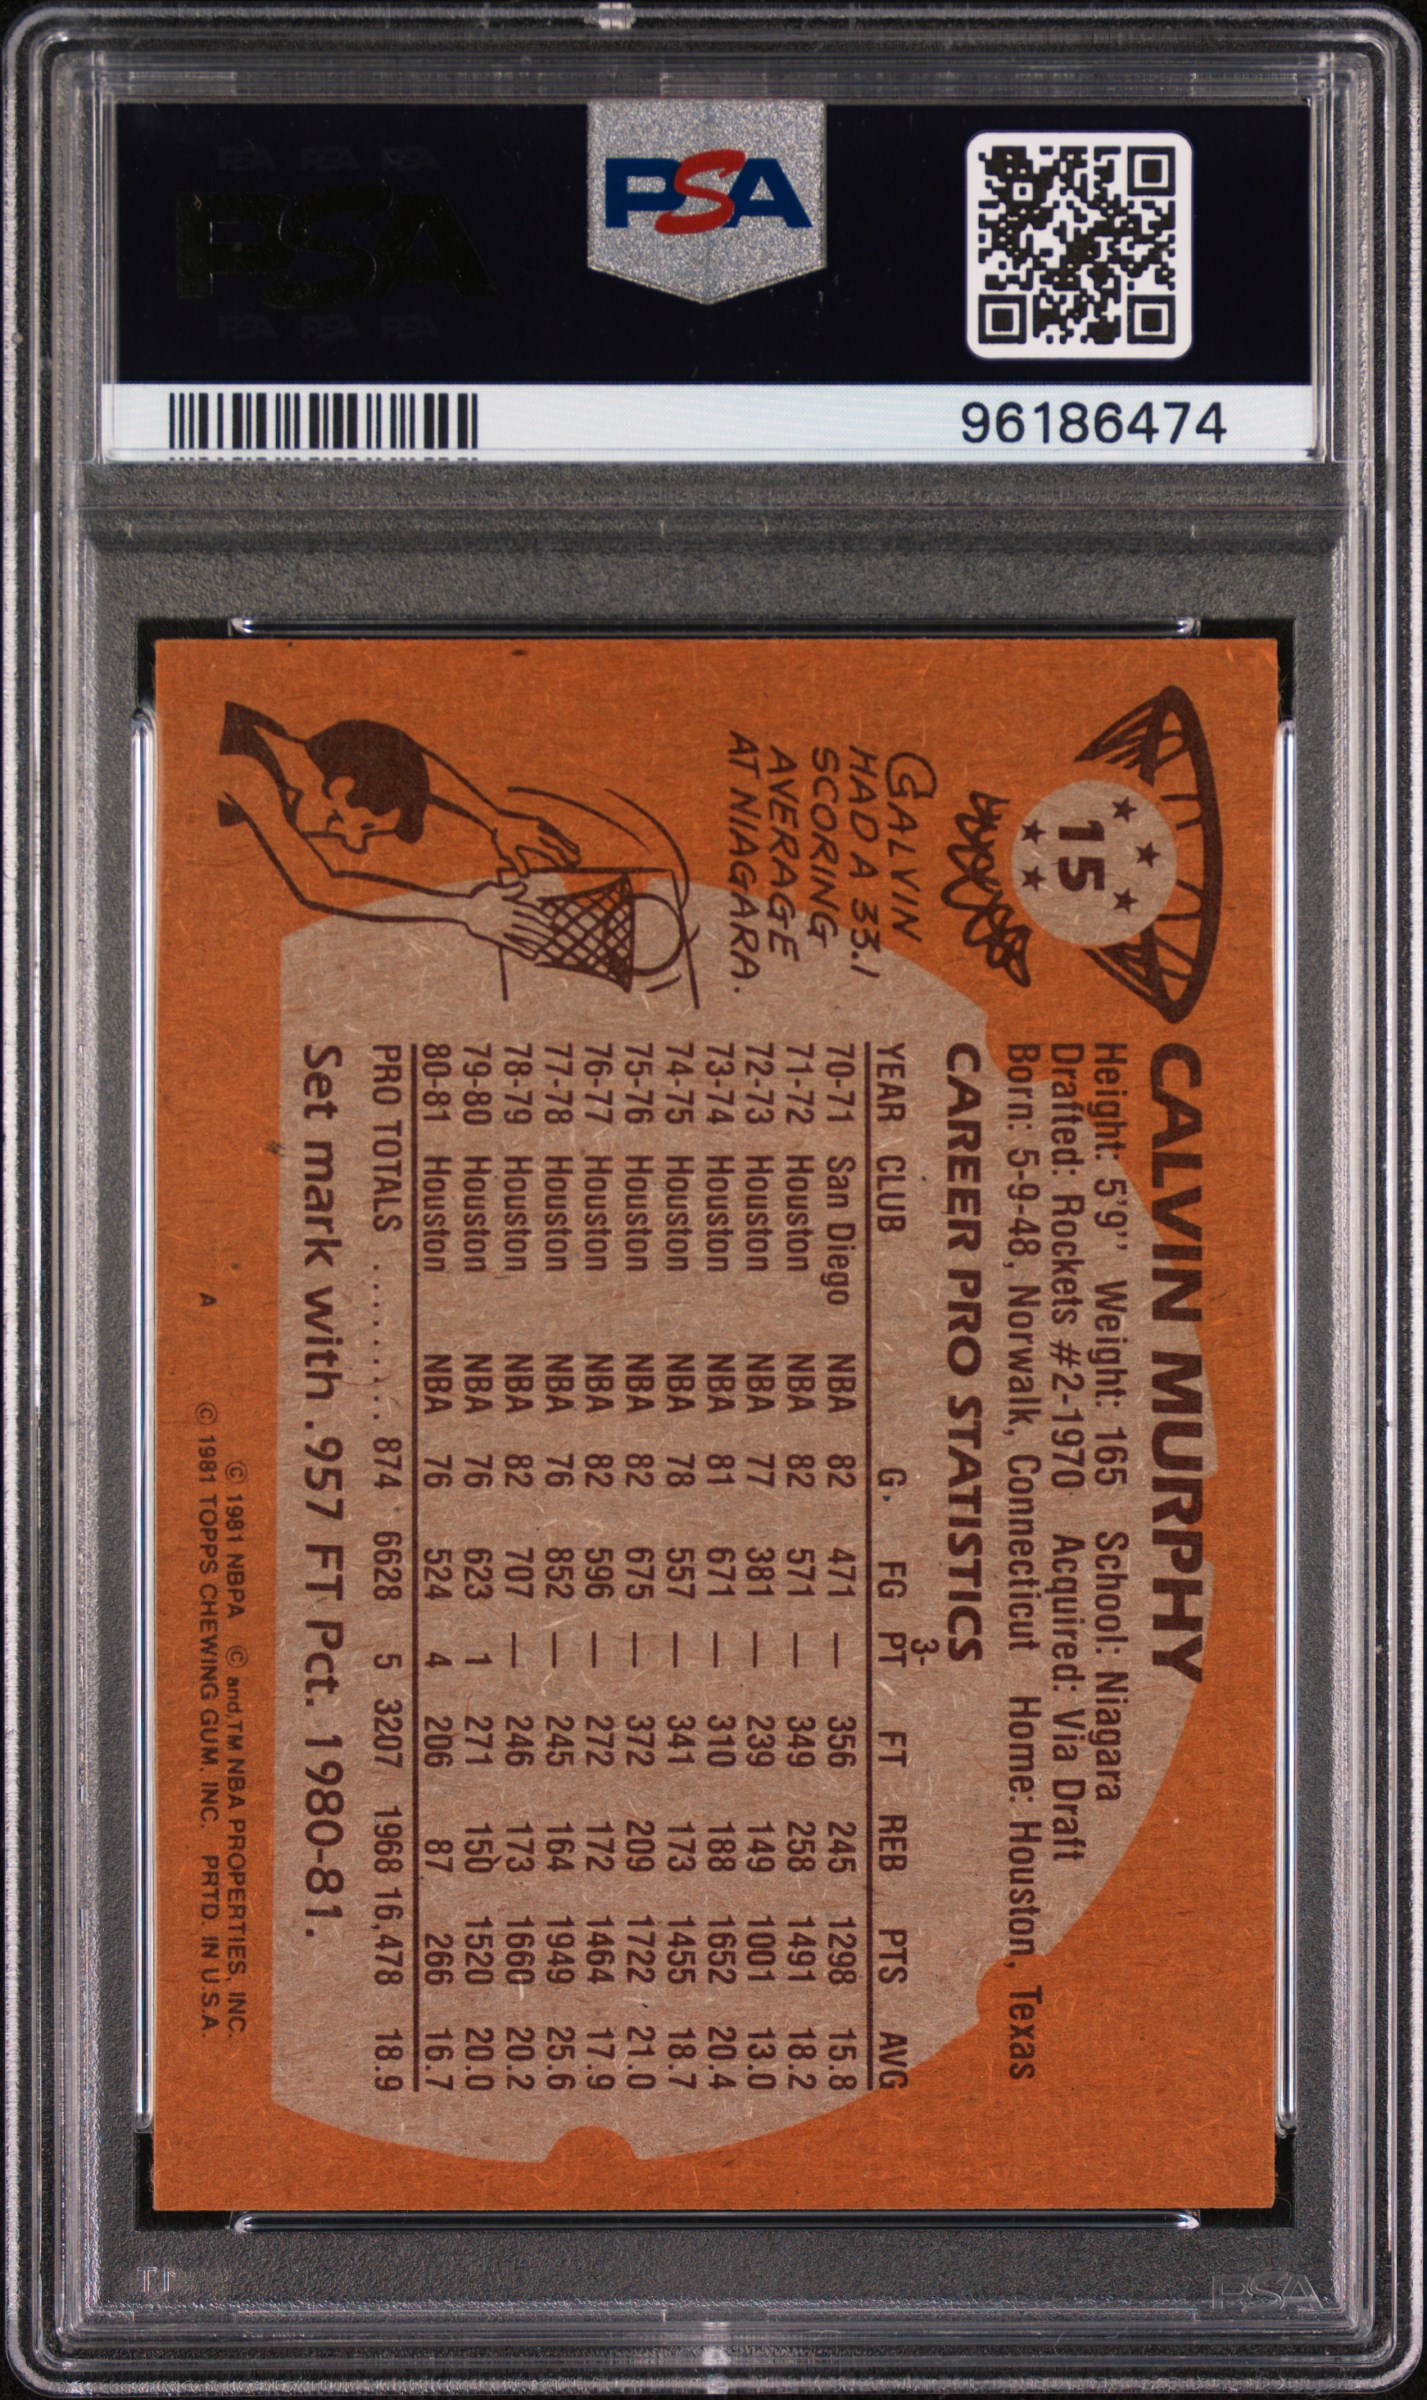 PSA PSA PSA
PSA
PSA PSA PSA
PSA
96186474
15
CALVIN MURPHY
Height: 5'9" Weight: 165 School: Niagara
Drafted: Rockets #2-1970 Acquired: Via Draft
Born: 5-9-48, Norwalk, Connecticut Home: Houston, Texas
CALVIN
HAD A 33.1
SCORING
AVERAGE
AT NIAGARA.
CAREER PRO STATISTICS
YEAR CLUB G. FG 3-PT FT REB PTS AVG
70-71 San Diego NBA 82 471 — 356 245 1298 15.8
71-72 Houston NBA 82 571 — 349 258 1491 18.2
72-73 Houston NBA 77 381 — 239 149 1001 13.0
73-74 Houston NBA 81 671 — 310 188 1652 20.4
74-75 Houston NBA 78 557 — 341 173 1455 18.7
75-76 Houston NBA 82 675 — 372 209 1722 21.0
76-77 Houston NBA 82 596 — 272 172 1464 17.9
77-78 Houston NBA 76 852 — 245 164 1949 25.6
78-79 Houston NBA 82 707 — 246 173 1660 20.2
79-80 Houston NBA 76 623 1 271 150 1520 20.0
80-81 Houston NBA 76 524 4 206 87 266 16.7
PRO TOTALS ........ 874 6628 5 3207 1968 16,478 18.9
Set mark with .957 FT Pct. 1980-81.
© 1981 NBPA © and TM NBA PROPERTIES, INC.
A © 1981 TOPPS CHEWING GUM, INC. PRTD. IN U.S.A.
PSA